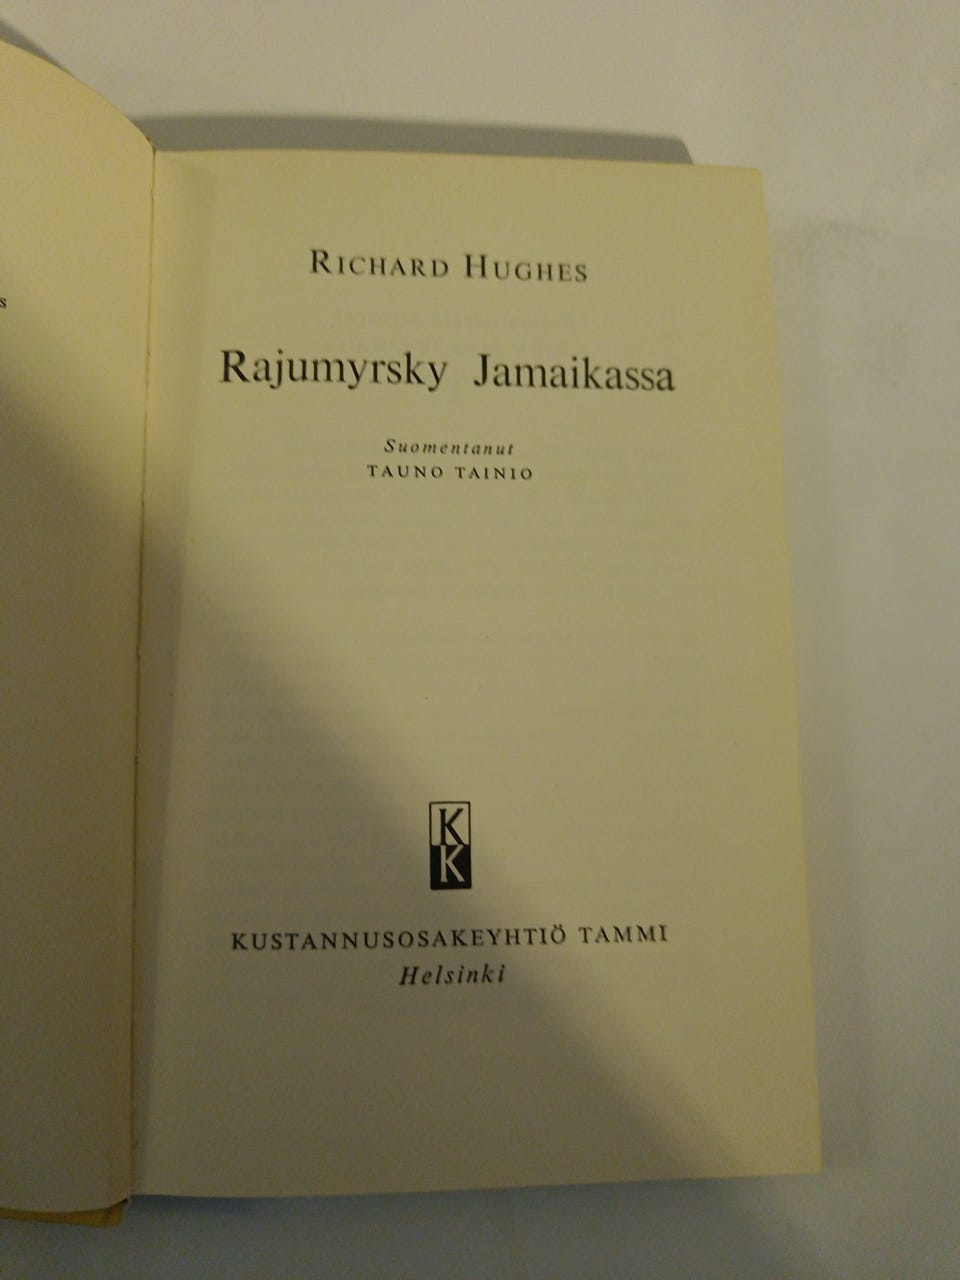 RICHARD HUGHES
Rajumyrsky Jamaikassa
Suomentanut
TAUNO TAINIO
K
K
KUSTANNUSOSAKEYHTIÖ TAMMI
Helsinki